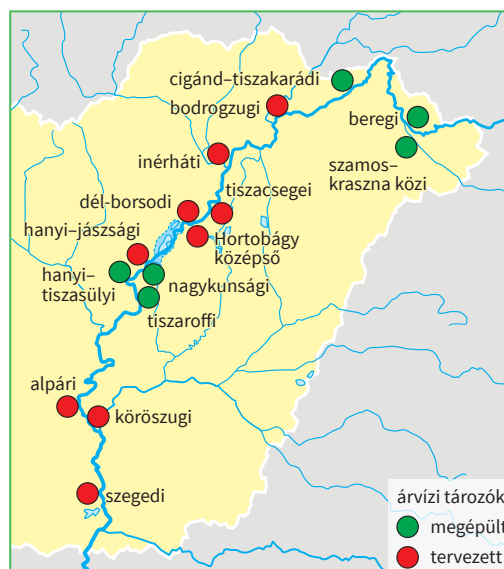 cigánd–tiszakarádi
bodrogzugi
beregi
inérháti
szamos–
kraszna közi
tiszacsegei
dél-borsodi
hanyi–jászsági
Hortobágy
középső
hanyi–
tiszasülyi
nagykunsági
tiszaroffi
alpári
köröszugi
szegedi
árvízi tározók
megépült
tervezett